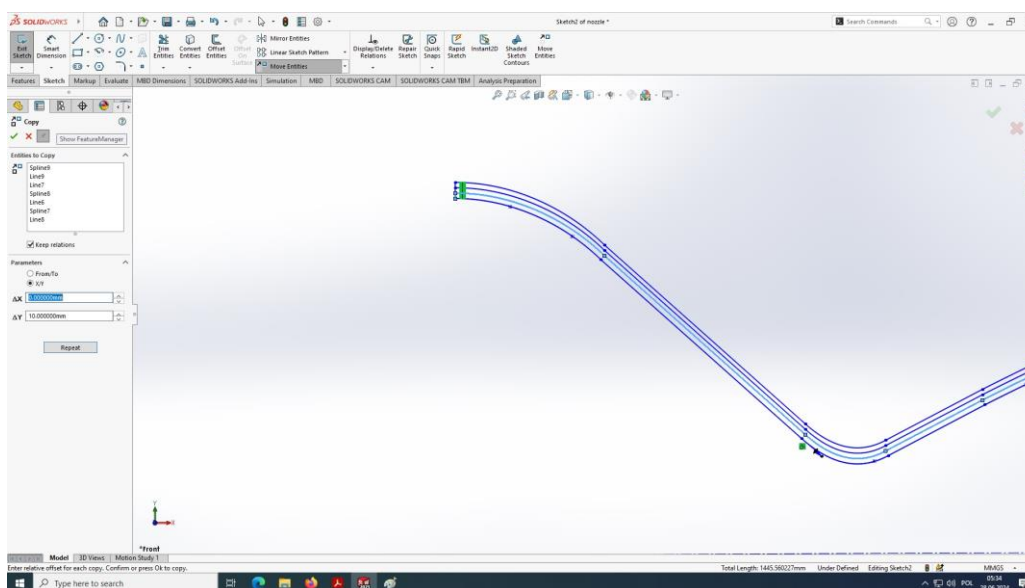 SOLIDWORKS
Sketch2 of nozzle *
Search Commands
Exit Sketch
Smart Dimension
Trim Entities
Convert Entities
Offset Entities
Offset On Surface
Mirror Entities
Linear Sketch Pattern
Move Entities
Display/Delete Relations
Repair Sketch
Quick Snaps
Rapid Sketch
Instant2D
Shaded Sketch Contours
Move Entities
Features Sketch Markup Evaluate MBD Dimensions SOLIDWORKS Add-Ins Simulation MBD SOLIDWORKS CAM SOLIDWORKS CAM TBM Analysis Preparation
Copy
Show FeatureManager
Entities to Copy
Spline9
Line9
Line7
Spline8
Line6
Spline7
Line8
Keep relations
Parameters
From/To
X/Y
ΔX 0.000000mm
ΔY 10.000000mm
Repeat
Y
X
*Front
Model 3D Views Motion Study 1
Enter relative offset for each copy. Confirm or press Ok to copy.
Total Length: 1445.560227mm Under Defined Editing Sketch2 MMGS
Type here to search
POL
05:34
28.06.2024